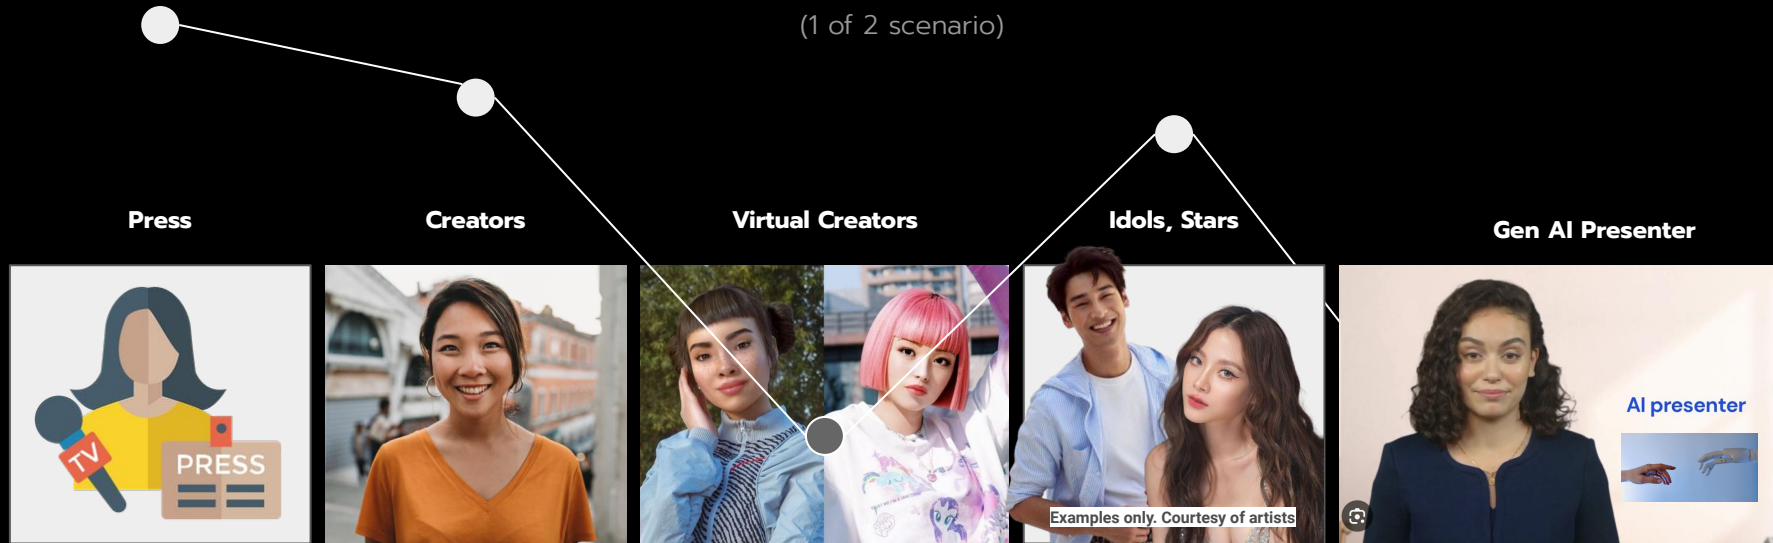 (1 of 2 scenario)
Press
Creators
Virtual Creators
Idols, Stars
Gen AI Presenter
TV
PRESS
AI presenter
Examples only. Courtesy of artists